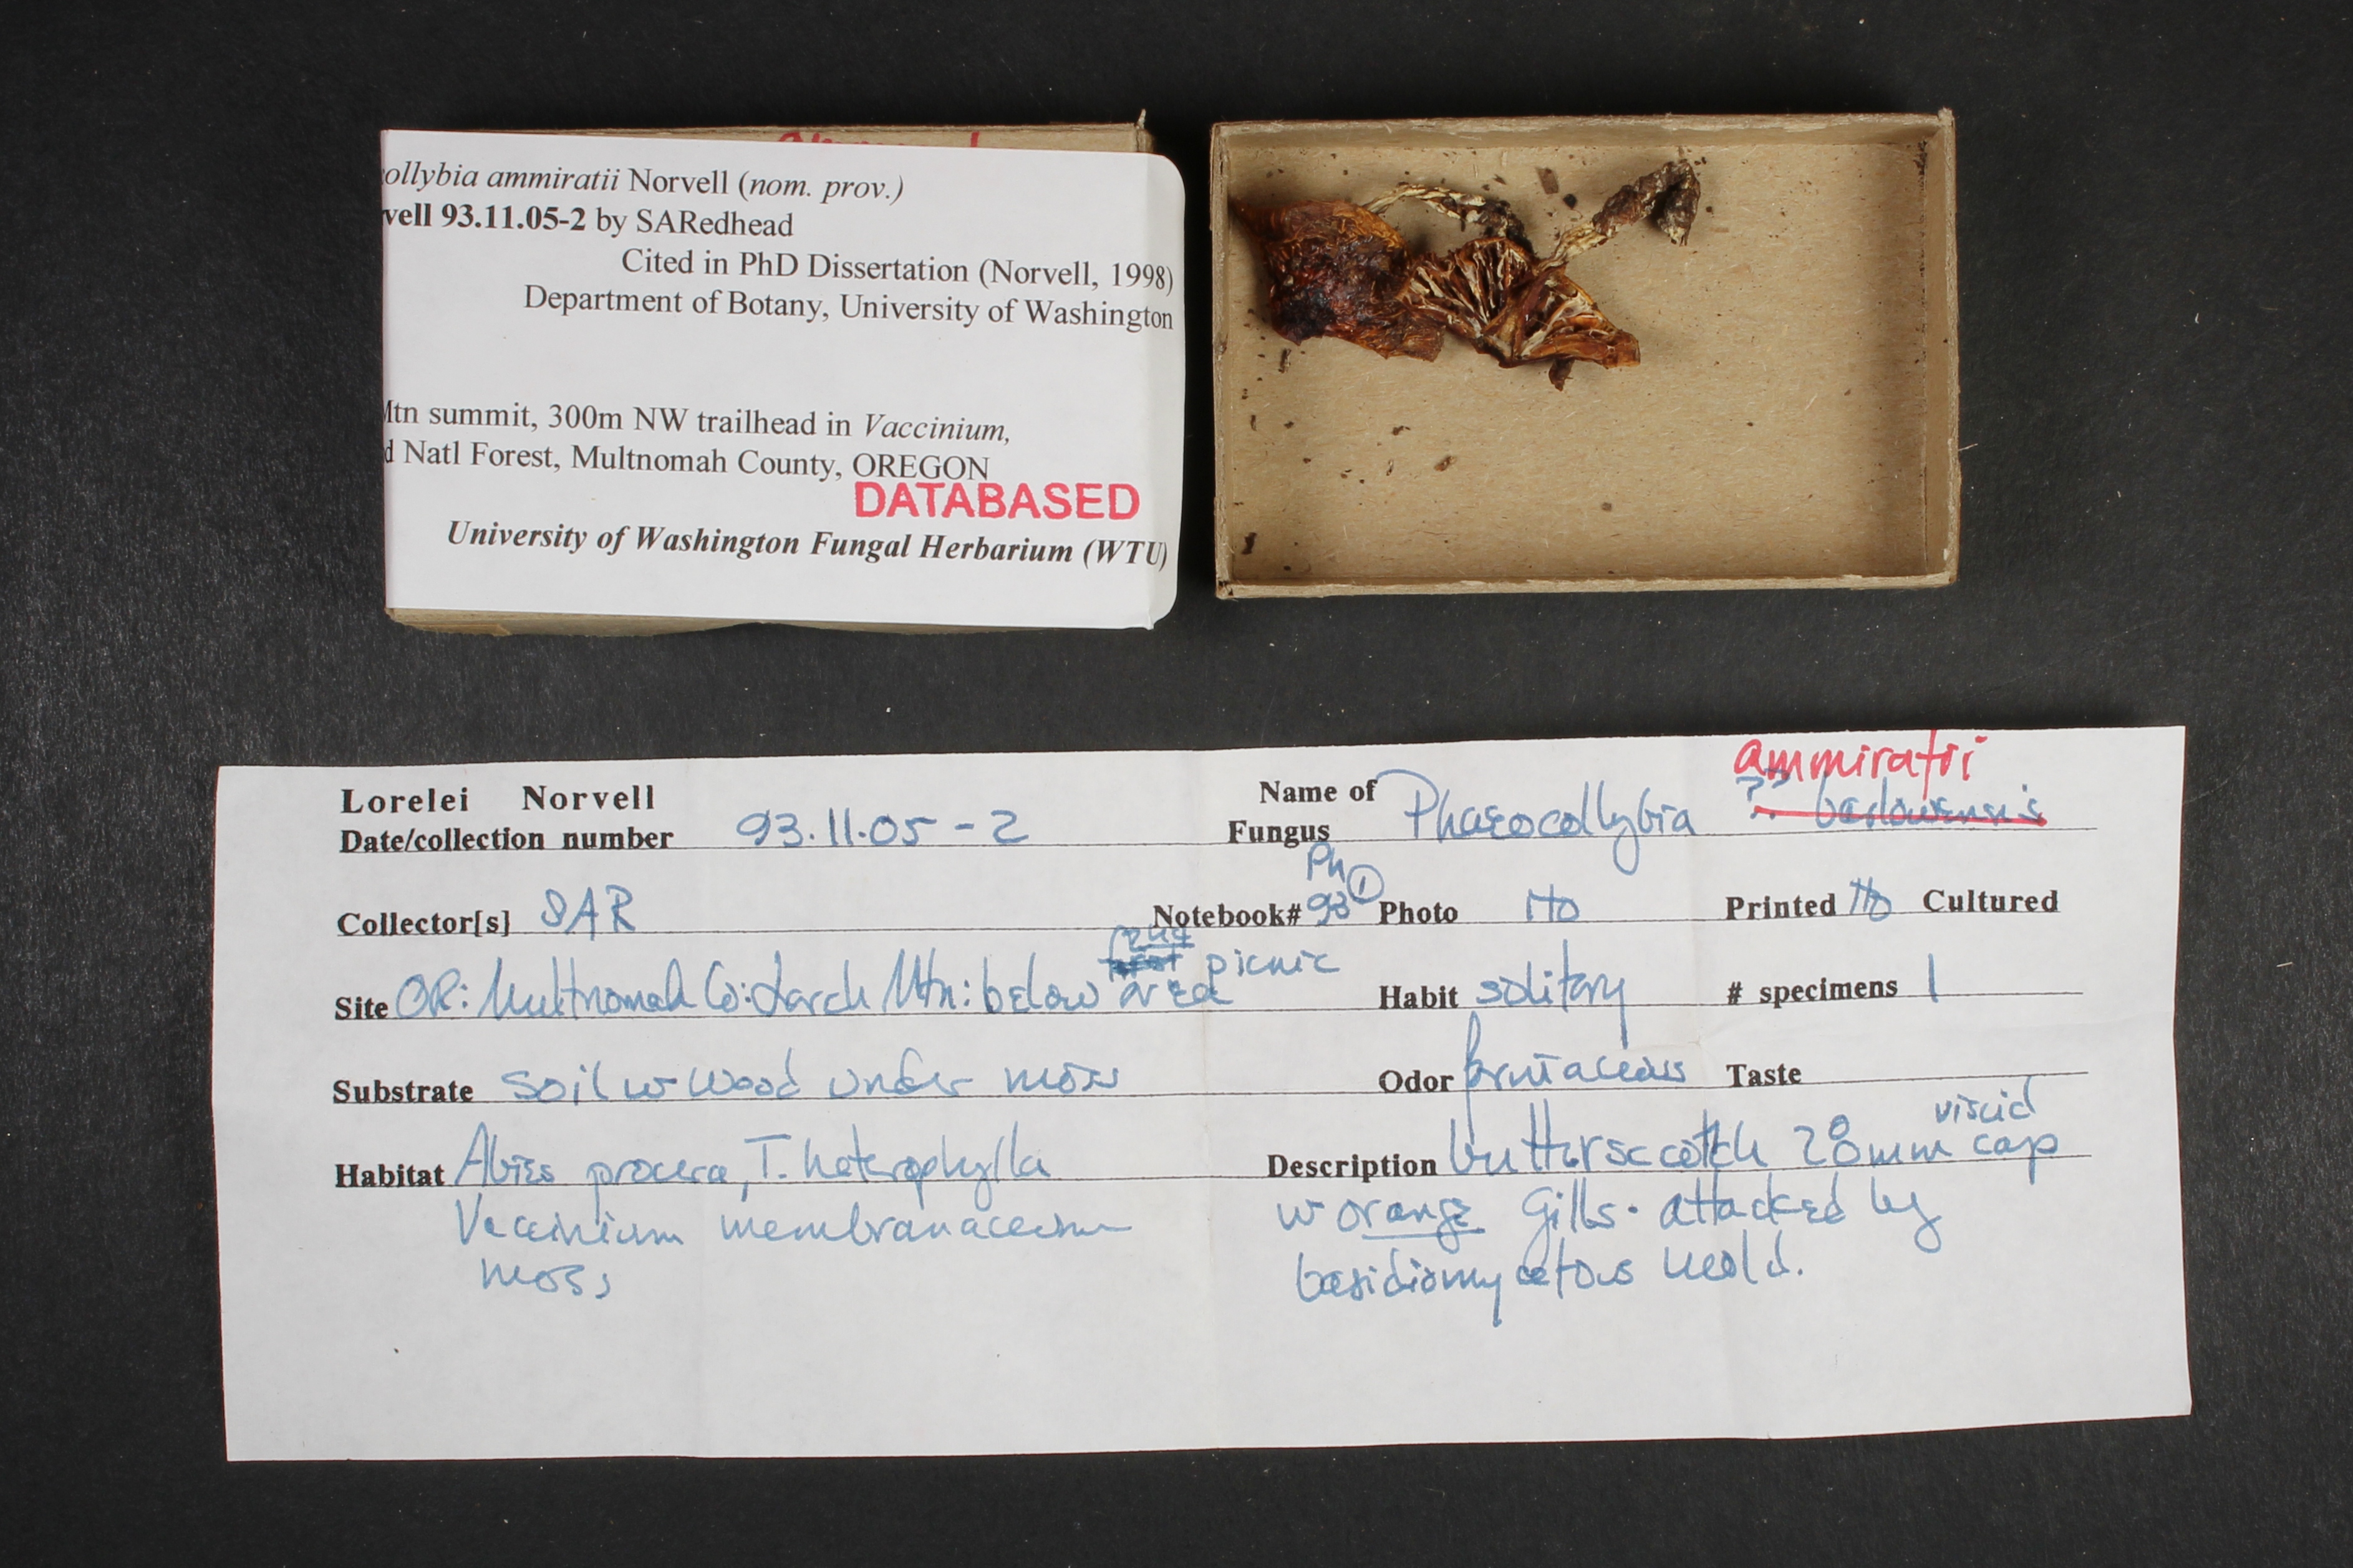 ollybia ammiratii Norvell (nom. prov.)
vell 93.11.05-2 by SARedhead
Cited in PhD Dissertation (Norvell, 1998)
Department of Botany, University of Washington
Mtn summit, 300m NW trailhead in Vaccinium,
d Natl Forest, Multnomah County, OREGON
DATABASED
University of Washington Fungal Herbarium (WTU)
ammiratii
Lorelei Norvell
Name of
Date/collection number 93.11.05-2
Fungus Phaeocollybia ??
Ph
Collector[s] SAR
Notebook# 93 1 Photo no Printed no Cultured
2nd picnic
Site OR: Multnomah Co: Larch Mtn: below area
Habit solitary # specimens 1
Substrate soil w wood under moss
Odor farinaceous Taste
viscid
Habitat Abies procera, T. heterophylla
Description butterscotch 28mm cap
Vaccinium membranaceum
w orange gills. attacked by
moss
basidiomycetous mold.